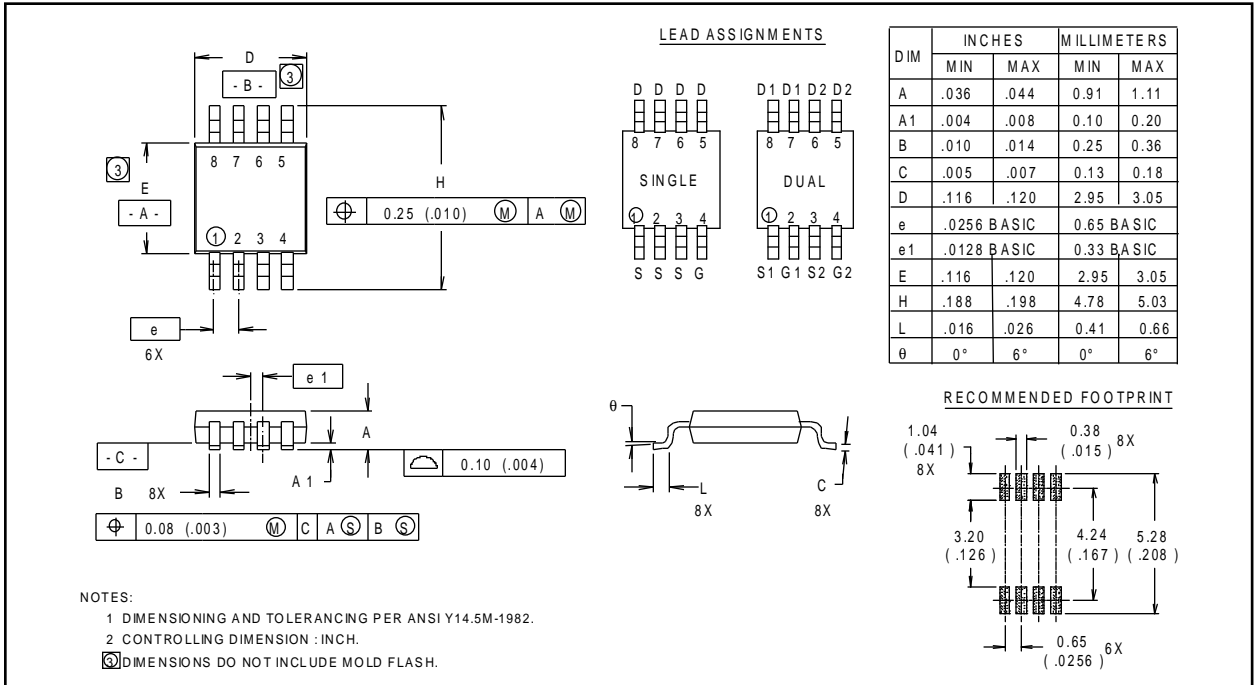 D
- B -
3
8 7 6 5
3
E
- A -
H
0.25 (.010) M A M
1 2 3 4
e
6X
e1
A
- C -
A1
0.10 (.004)
B 8X
0.08 (.003) M C A S B S
θ
L
8X
C
8X
LEAD ASSIGNMENTS
D D D D
8 7 6 5
SINGLE
1 2 3 4
S S S G
D1 D1 D2 D2
8 7 6 5
DUAL
1 2 3 4
S1 G1 S2 G2
DIM INCHES MILLIMETERS
MIN MAX MIN MAX
A .036 .044 0.91 1.11
A1 .004 .008 0.10 0.20
B .010 .014 0.25 0.36
C .005 .007 0.13 0.18
D .116 .120 2.95 3.05
e .0256 BASIC 0.65 BASIC
e1 .0128 BASIC 0.33 BASIC
E .116 .120 2.95 3.05
H .188 .198 4.78 5.03
L .016 .026 0.41 0.66
θ 0° 6° 0° 6°
RECOMMENDED FOOTPRINT
1.04
(.041)
8X
0.38
(.015)
8X
3.20
(.126)
4.24
(.167)
5.28
(.208)
0.65
(.0256)
6X
NOTES:
1 DIMENSIONING AND TOLERANCING PER ANSI Y14.5M-1982.
2 CONTROLLING DIMENSION : INCH.
3 DIMENSIONS DO NOT INCLUDE MOLD FLASH.